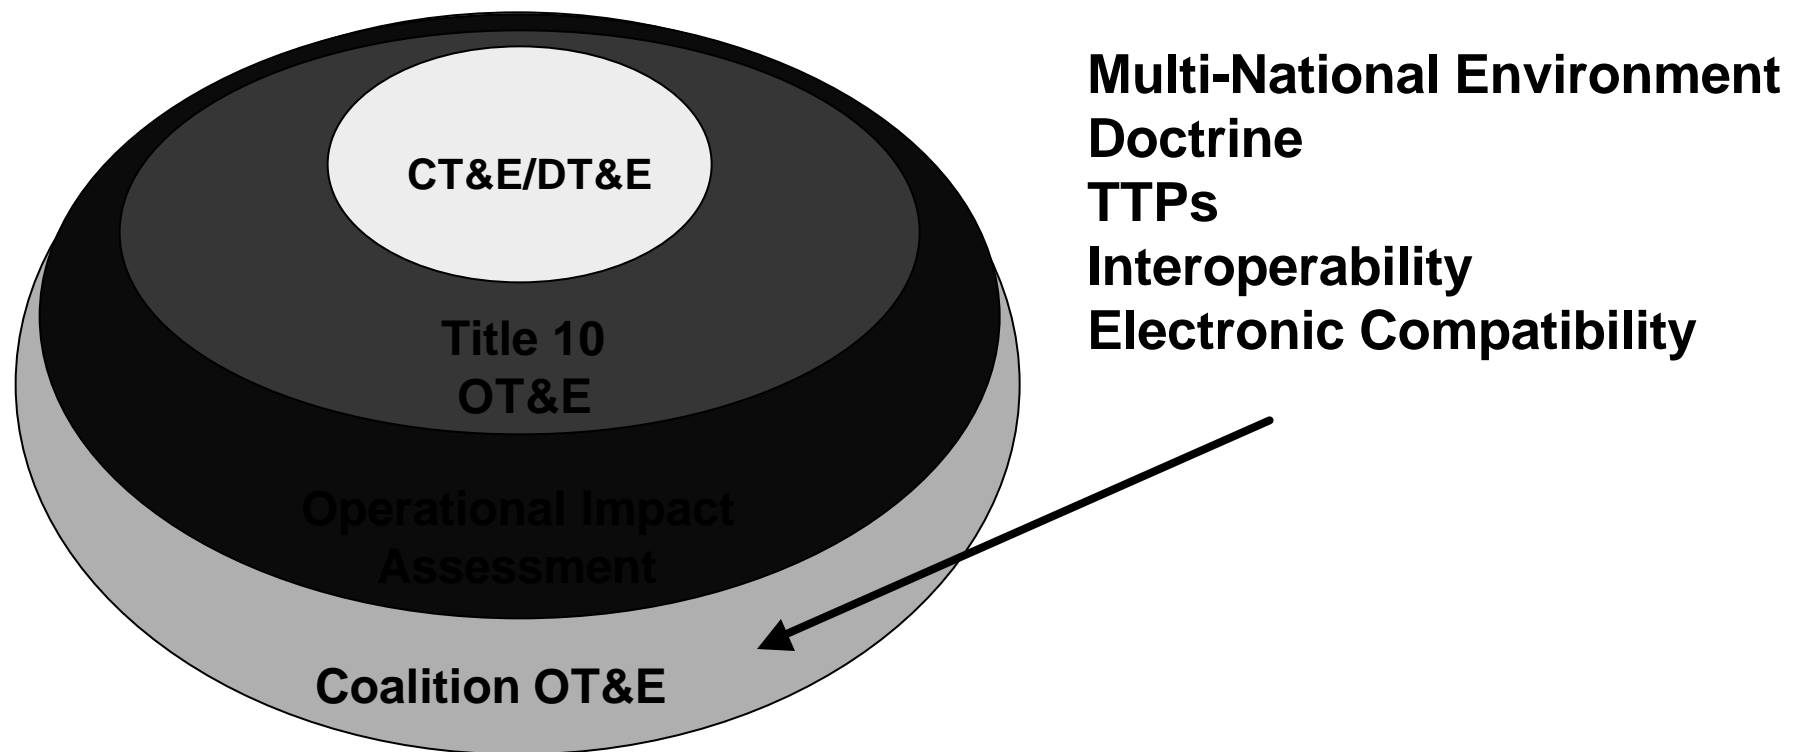 CT&E/DT&E
Title 10
OT&E
Operational Impact
Assessment
Coalition OT&E
Multi-National Environment
Doctrine
TTPs
Interoperability
Electronic Compatibility